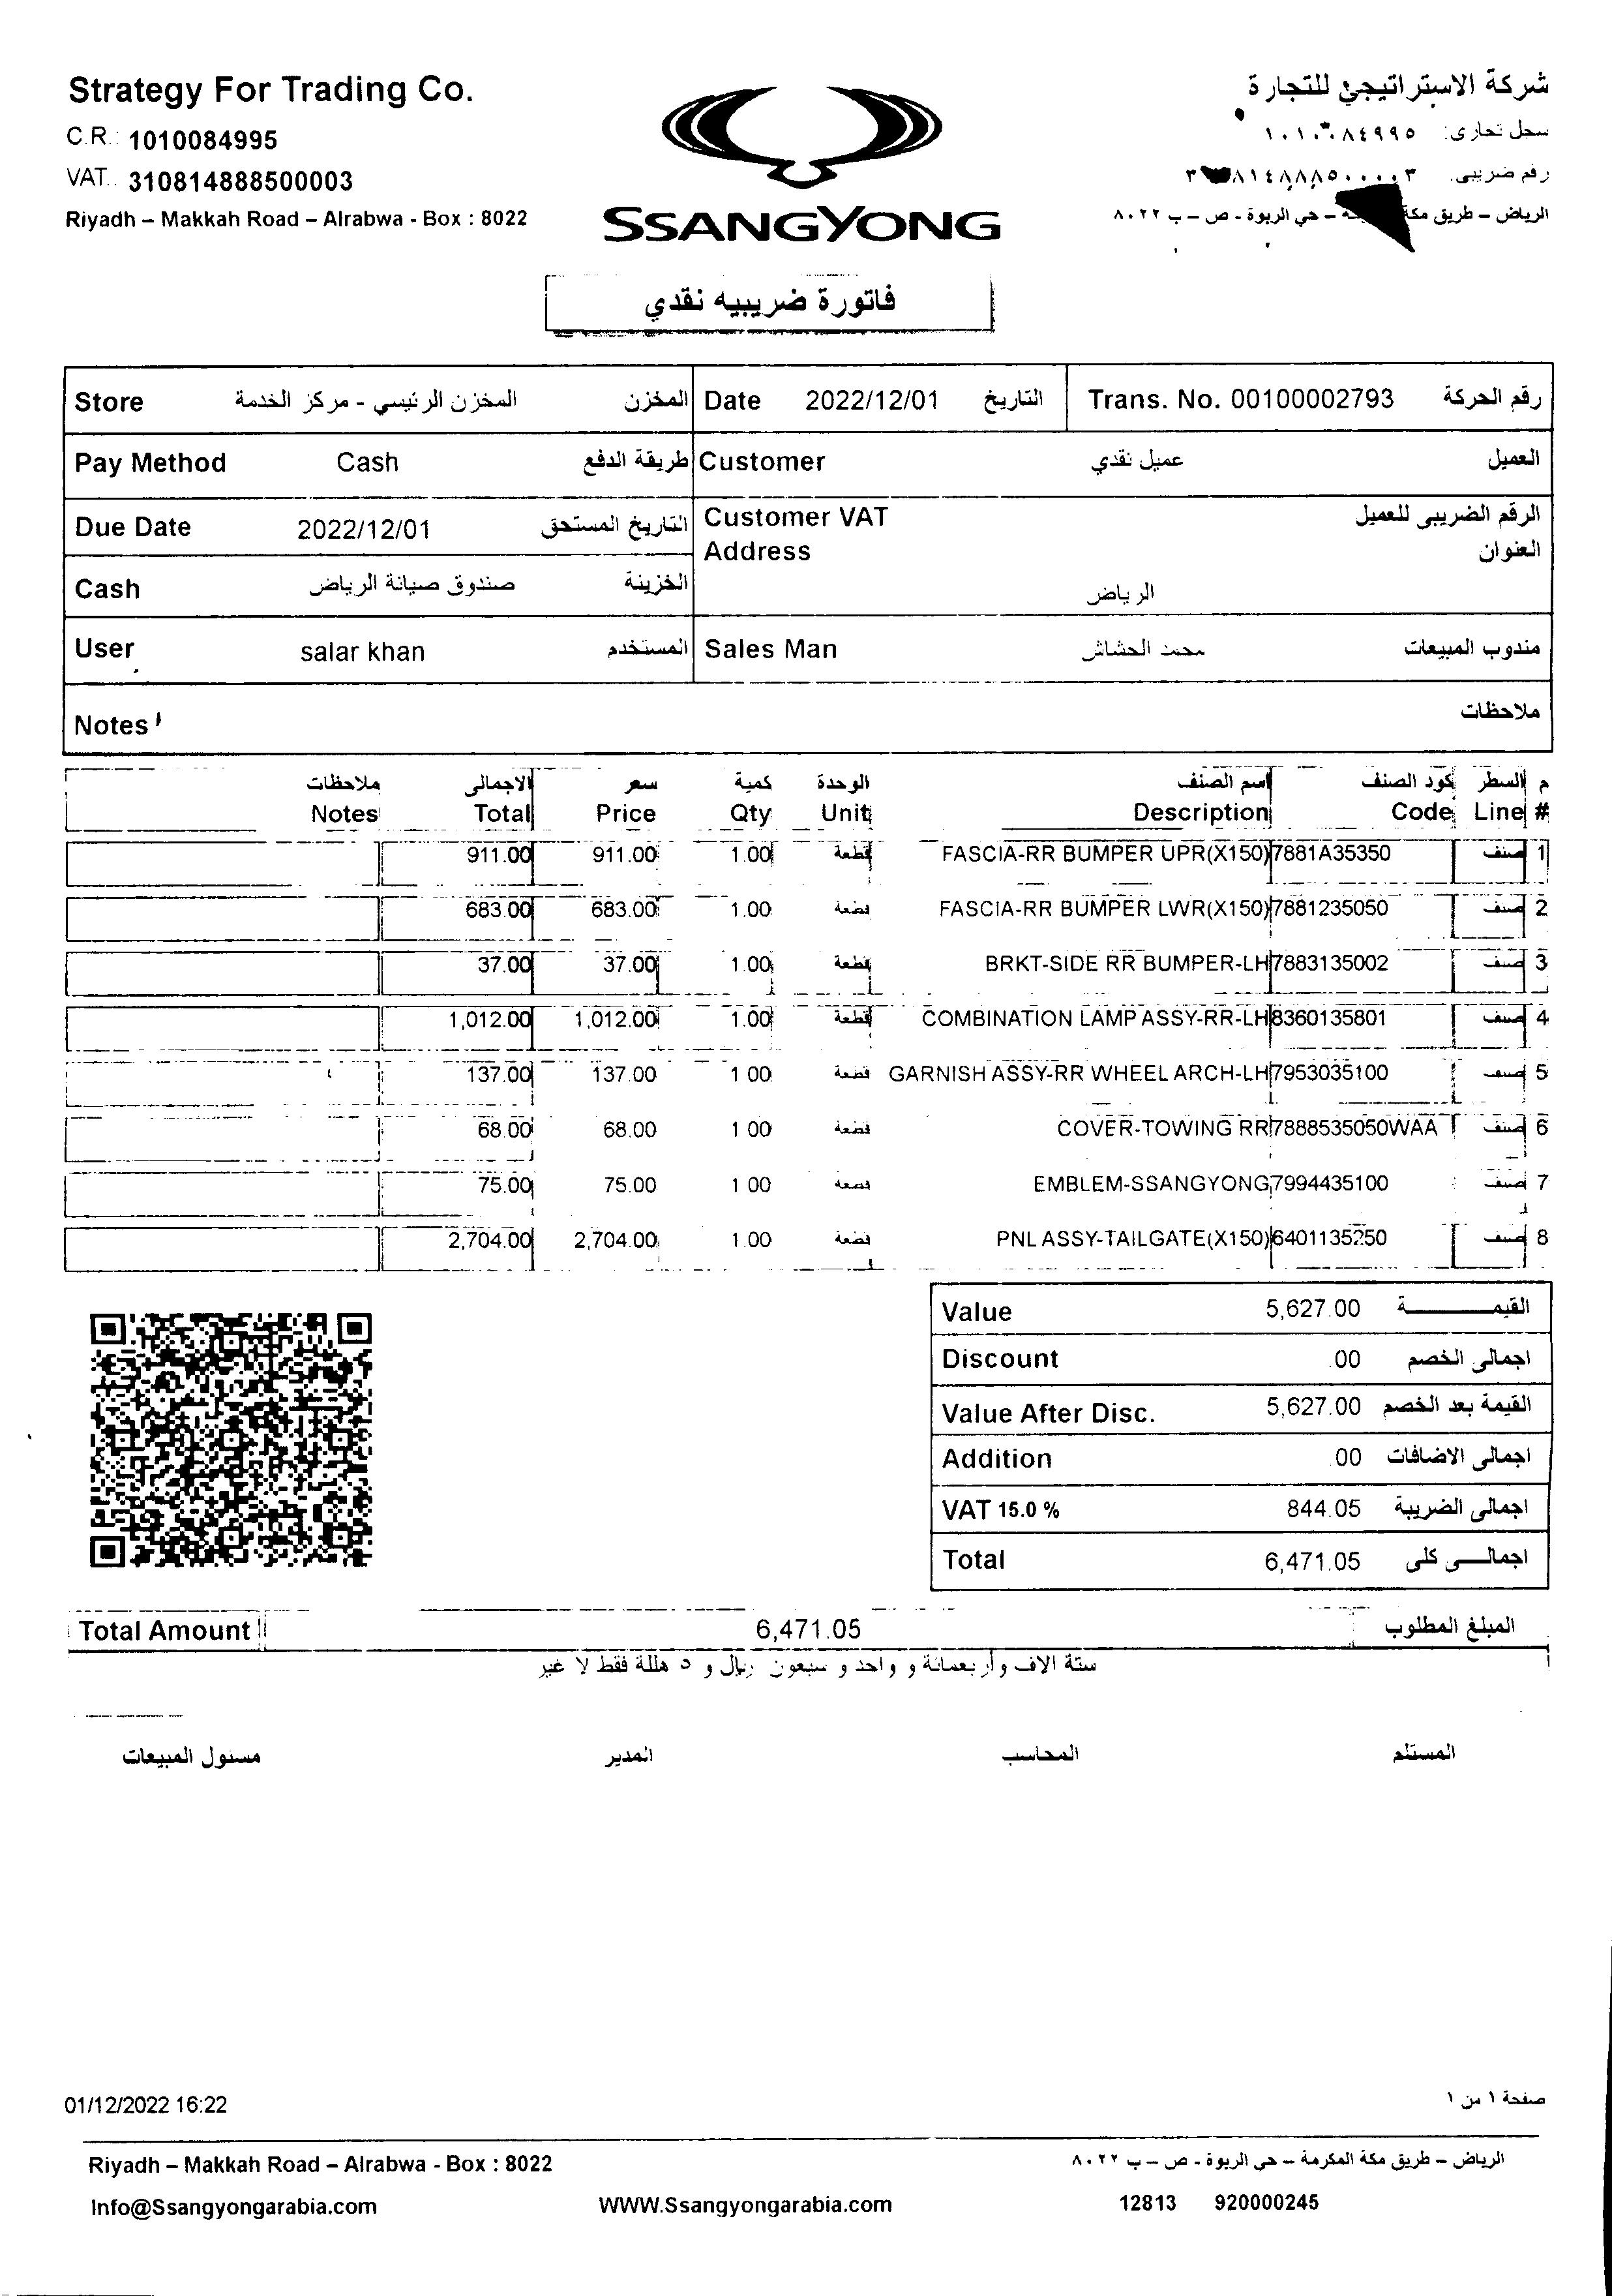 Strategy For Trading Co.
شركة الاستراتيجي للتجارة
C.R.: 1010084995
سجل تجارى: ١٠١٠٠٨٤٩٩٥
VAT.. 310814888500003
رقم ضريبى.
Riyadh – Makkah Road – Alrabwa - Box : 8022
الرياض – طريق مكة – حي الربوة - ص – ب ٨٠٢٢
SSANGYONG
فاتورة ضريبيه نقدي
Store المخزن الرئيسي - مركز الخدمة المخزن Date 2022/12/01 التاريخ Trans. No. 00100002793 رقم الحركة
Pay Method Cash طريقة الدفع Customer عميل نقدي العميل
Due Date 2022/12/01 التاريخ المستحق Customer VAT الرقم الضريبى للعميل
Address العنوان
Cash صندوق صيانة الرياض الخزينة الرياض
User salar khan المستخدم Sales Man محمد الحشاش مندوب المبيعات
Notes ملاحظات
ملاحظات الاجمالى سعر كمية الوحدة اسم الصنف كود الصنف السطر م
Notes Total Price Qty Unit Description Code Line #
911.00 911.00 1.00 قطعة FASCIA-RR BUMPER UPR(X150) 7881A35350 صنف 1
683.00 683.00 1.00 قطعة FASCIA-RR BUMPER LWR(X150) 7881235050 صنف 2
37.00 37.00 1.00 قطعة BRKT-SIDE RR BUMPER-LH 7883135002 صنف 3
1,012.00 1,012.00 1.00 قطعة COMBINATION LAMP ASSY-RR-LH 8360135801 صنف 4
137.00 137.00 1 00 قطعة GARNISH ASSY-RR WHEEL ARCH-LH 7953035100 صنف 5
68.00 68.00 1 00 قطعة COVER-TOWING RR 7888535050WAA صنف 6
75.00 75.00 1 00 قطعة EMBLEM-SSANGYONG 7994435100 صنف 7
2,704.00 2,704.00 1.00 قطعة PNL ASSY-TAILGATE(X150) 6401135250 صنف 8
Value 5,627.00 القيمـــــــة
Discount .00 اجمالى الخصم
Value After Disc. 5,627.00 القيمة بعد الخصم
Addition .00 اجمالى الاضافات
VAT 15.0 % 844.05 اجمالى الضريبة
Total 6,471.05 اجمالـــى كلى
Total Amount 6,471.05 المبلغ المطلوب
ستة الاف وأربعمائة و واحد و سبعون ريال و ٥ هللة فقط لا غير
مسئول المبيعات المدير المحاسب المستلم
01/12/2022 16:22
صفحة ١ من ١
Riyadh – Makkah Road – Alrabwa - Box : 8022
الرياض – طريق مكة المكرمة – حى الربوة - ص – ب ٨٠٢٢
Info@Ssangyongarabia.com WWW.Ssangyongarabia.com 12813 920000245